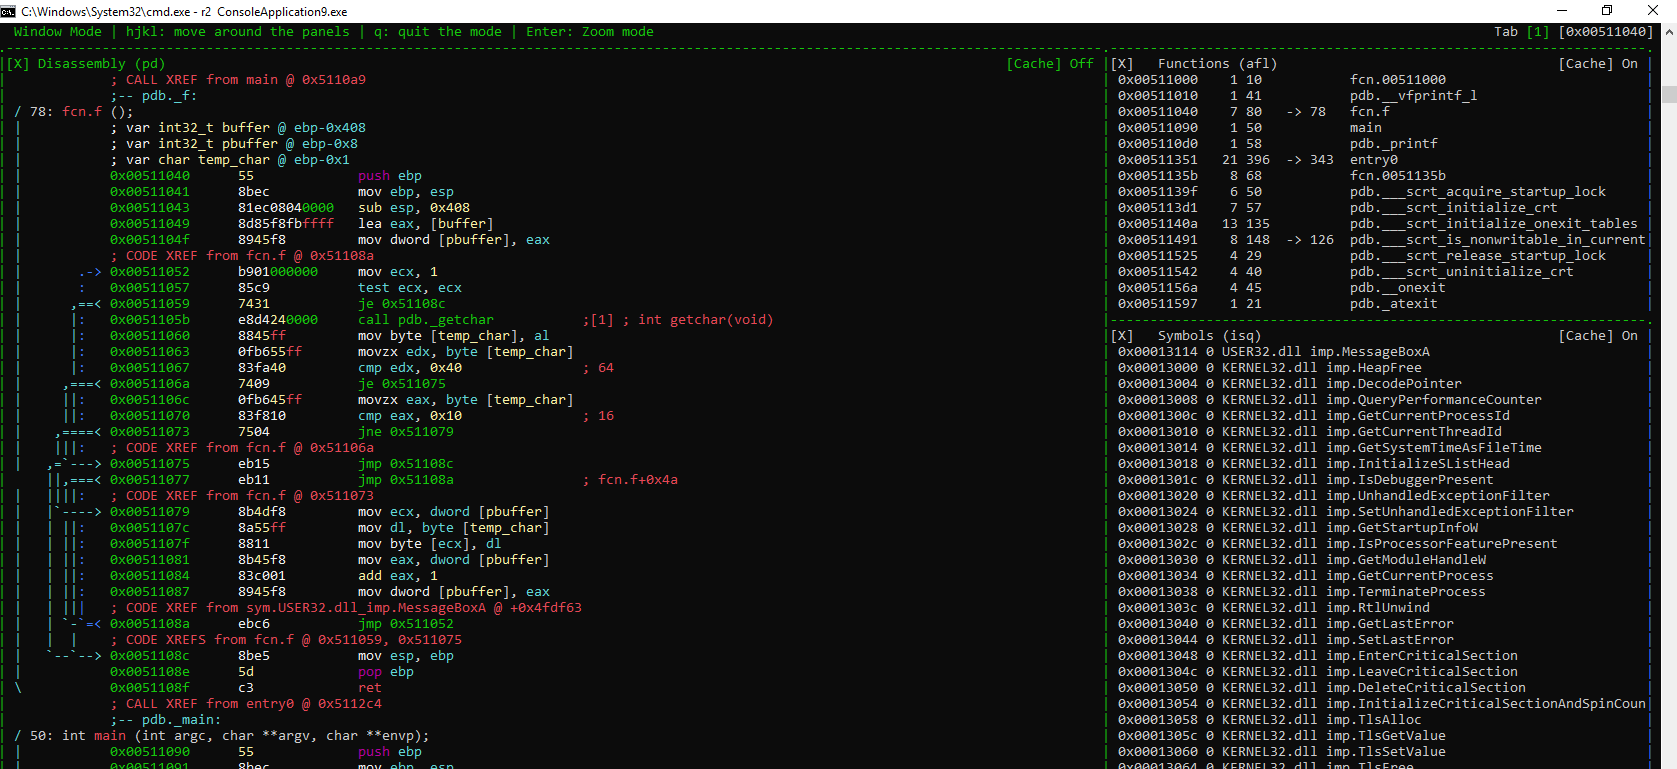 C:\Windows\System32\cmd.exe - r2 ConsoleApplication9.exe
Window Mode | hjkl: move around the panels | q: quit the mode | Enter: Zoom mode
Tab [1] [0x00511040]
[X] Disassembly (pd) [Cache] Off
; CALL XREF from main @ 0x5110a9
;-- pdb._f:
/ 78: fcn.f ();
; var int32_t buffer @ ebp-0x408
; var int32_t pbuffer @ ebp-0x8
; var char temp_char @ ebp-0x1
0x00511040 55 push ebp
0x00511041 8bec mov ebp, esp
0x00511043 81ec08040000 sub esp, 0x408
0x00511049 8d85f8fbffff lea eax, [buffer]
0x0051104f 8945f8 mov dword [pbuffer], eax
; CODE XREF from fcn.f @ 0x51108a
.-> 0x00511052 b901000000 mov ecx, 1
: 0x00511057 85c9 test ecx, ecx
,==< 0x00511059 7431 je 0x51108c
|: 0x0051105b e8d4240000 call pdb._getchar ;[1] ; int getchar(void)
|: 0x00511060 8845ff mov byte [temp_char], al
|: 0x00511063 0fb655ff movzx edx, byte [temp_char]
|: 0x00511067 83fa40 cmp edx, 0x40 ; 64
,===< 0x0051106a 7409 je 0x511075
||: 0x0051106c 0fb645ff movzx eax, byte [temp_char]
||: 0x00511070 83f810 cmp eax, 0x10 ; 16
,====< 0x00511073 7504 jne 0x511079
|||: ; CODE XREF from fcn.f @ 0x51106a
,=`---> 0x00511075 eb15 jmp 0x51108c
||,===< 0x00511077 eb11 jmp 0x51108a ; fcn.f+0x4a
||||: ; CODE XREF from fcn.f @ 0x511073
|`----> 0x00511079 8b4df8 mov ecx, dword [pbuffer]
| ||: 0x0051107c 8a55ff mov dl, byte [temp_char]
| ||: 0x0051107f 8811 mov byte [ecx], dl
| ||: 0x00511081 8b45f8 mov eax, dword [pbuffer]
| ||: 0x00511084 83c001 add eax, 1
| ||: 0x00511087 8945f8 mov dword [pbuffer], eax
| ||| ; CODE XREF from sym.USER32.dll_imp.MessageBoxA @ +0x4fdf63
| `-`=< 0x0051108a ebc6 jmp 0x511052
| | ; CODE XREFS from fcn.f @ 0x511059, 0x511075
`--`--> 0x0051108c 8be5 mov esp, ebp
0x0051108e 5d pop ebp
\ 0x0051108f c3 ret
; CALL XREF from entry0 @ 0x5112c4
;-- pdb._main:
/ 50: int main (int argc, char **argv, char **envp);
0x00511090 55 push ebp
0x00511091 8bec mov ebp, esp
[X] Functions (afl) [Cache] On
0x00511000 1 10 fcn.00511000
0x00511010 1 41 pdb.__vfprintf_l
0x00511040 7 80 -> 78 fcn.f
0x00511090 1 50 main
0x005110d0 1 58 pdb._printf
0x00511351 21 396 -> 343 entry0
0x0051135b 8 68 fcn.0051135b
0x0051139f 6 50 pdb.___scrt_acquire_startup_lock
0x005113d1 7 57 pdb.___scrt_initialize_crt
0x0051140a 13 135 pdb.___scrt_initialize_onexit_tables
0x00511491 8 148 -> 126 pdb.___scrt_is_nonwritable_in_current
0x00511525 4 29 pdb.___scrt_release_startup_lock
0x00511542 4 40 pdb.___scrt_uninitialize_crt
0x0051156a 4 45 pdb.__onexit
0x00511597 1 21 pdb._atexit
[X] Symbols (isq) [Cache] On
0x00013114 0 USER32.dll imp.MessageBoxA
0x00013000 0 KERNEL32.dll imp.HeapFree
0x00013004 0 KERNEL32.dll imp.DecodePointer
0x00013008 0 KERNEL32.dll imp.QueryPerformanceCounter
0x0001300c 0 KERNEL32.dll imp.GetCurrentProcessId
0x00013010 0 KERNEL32.dll imp.GetCurrentThreadId
0x00013014 0 KERNEL32.dll imp.GetSystemTimeAsFileTime
0x00013018 0 KERNEL32.dll imp.InitializeSListHead
0x0001301c 0 KERNEL32.dll imp.IsDebuggerPresent
0x00013020 0 KERNEL32.dll imp.UnhandledExceptionFilter
0x00013024 0 KERNEL32.dll imp.SetUnhandledExceptionFilter
0x00013028 0 KERNEL32.dll imp.GetStartupInfoW
0x0001302c 0 KERNEL32.dll imp.IsProcessorFeaturePresent
0x00013030 0 KERNEL32.dll imp.GetModuleHandleW
0x00013034 0 KERNEL32.dll imp.GetCurrentProcess
0x00013038 0 KERNEL32.dll imp.TerminateProcess
0x0001303c 0 KERNEL32.dll imp.RtlUnwind
0x00013040 0 KERNEL32.dll imp.GetLastError
0x00013044 0 KERNEL32.dll imp.SetLastError
0x00013048 0 KERNEL32.dll imp.EnterCriticalSection
0x0001304c 0 KERNEL32.dll imp.LeaveCriticalSection
0x00013050 0 KERNEL32.dll imp.DeleteCriticalSection
0x00013054 0 KERNEL32.dll imp.InitializeCriticalSectionAndSpinCoun
0x00013058 0 KERNEL32.dll imp.TlsAlloc
0x0001305c 0 KERNEL32.dll imp.TlsGetValue
0x00013060 0 KERNEL32.dll imp.TlsSetValue
0x00013064 0 KERNEL32.dll imp.TlsFree